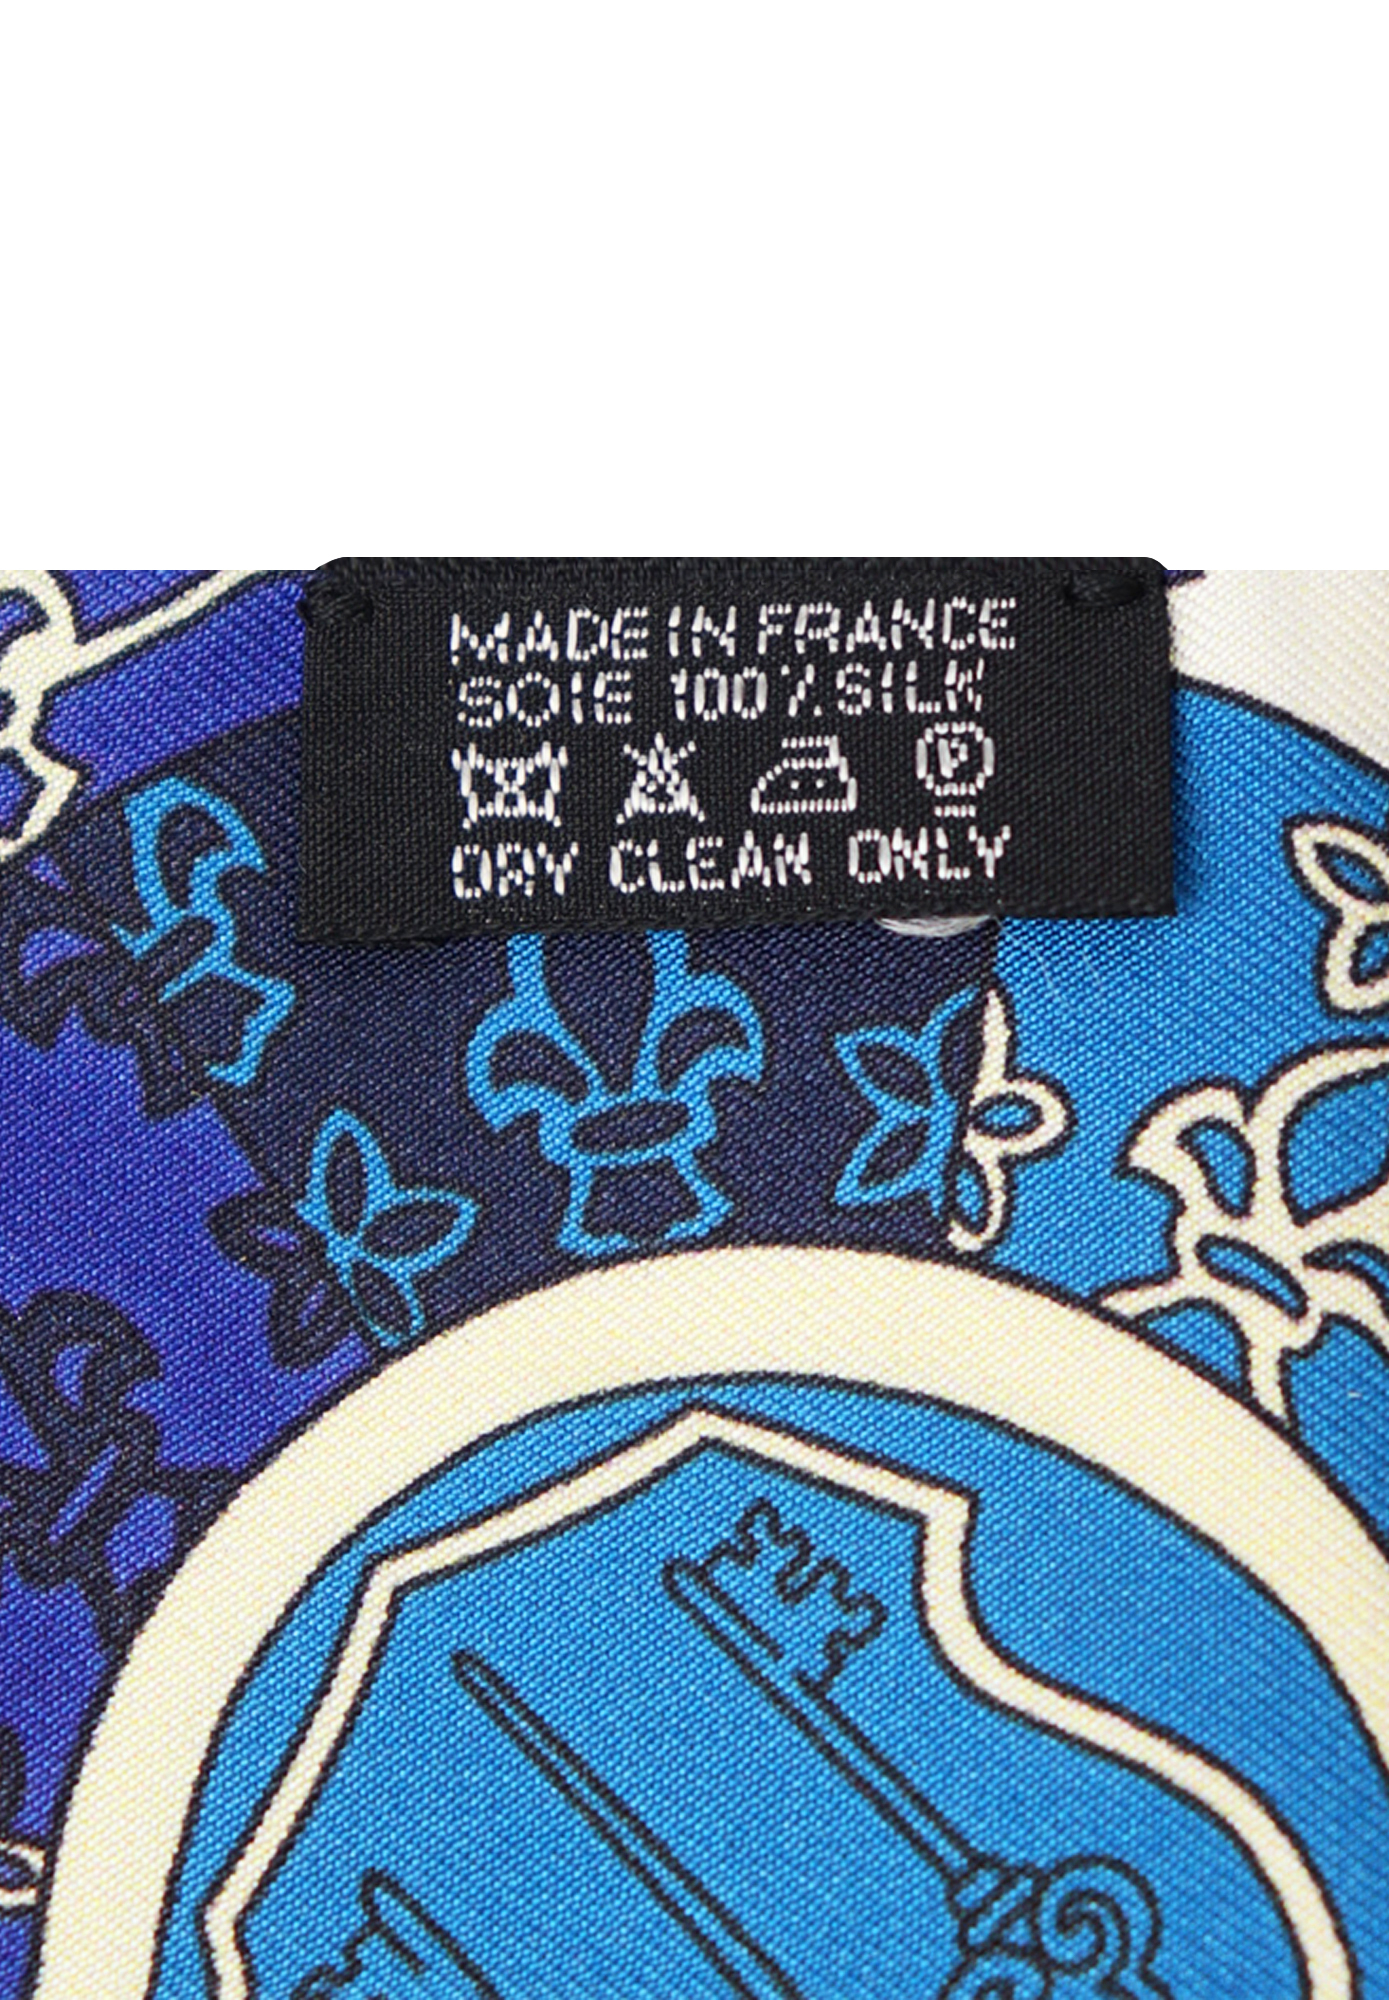 MADE IN FRANCE
SOIE 100% SILK
P
DRY CLEAN ONLY